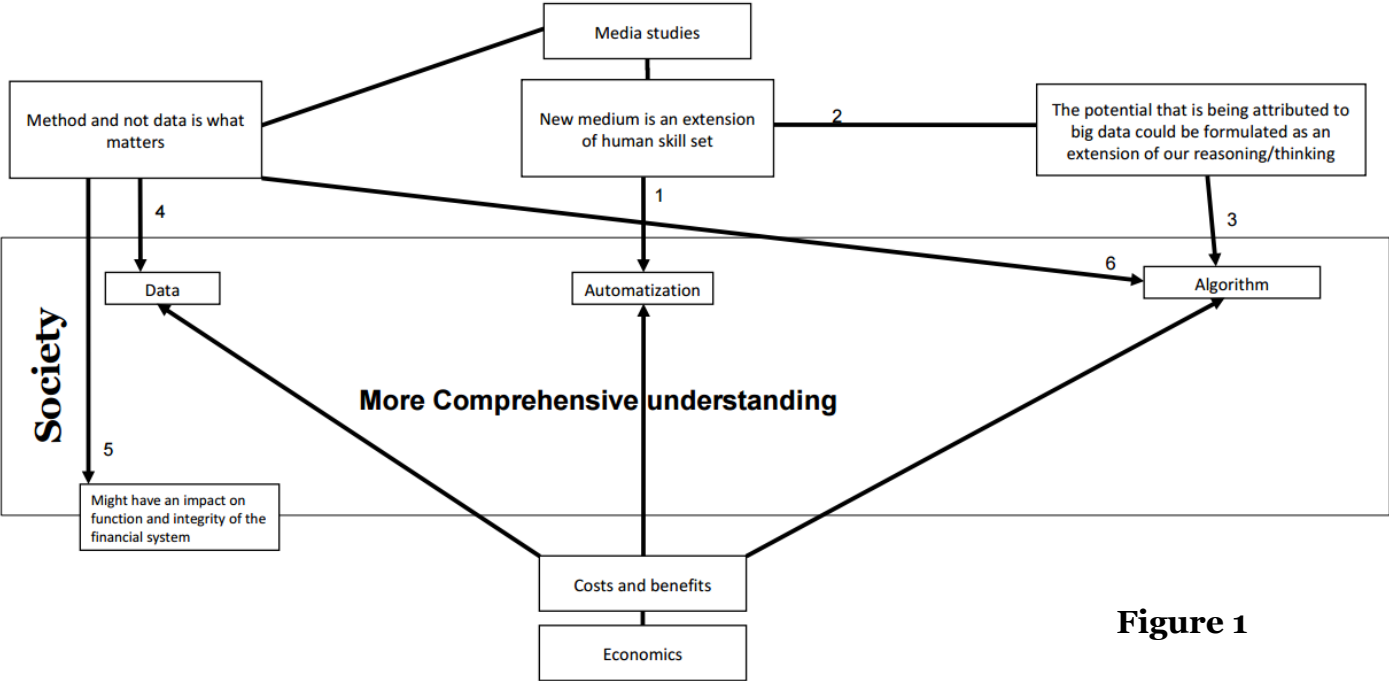 Media studies
Method and not data is what
matters
New medium is an extension
of human skill set
2
The potential that is being attributed to
big data could be formulated as an
extension of our reasoning/thinking
4
1
3
6
Data
Automatization
Algorithm
Society
More Comprehensive understanding
5
Might have an impact on
function and integrity of the
financial system
Costs and benefits
Economics
Figure 1